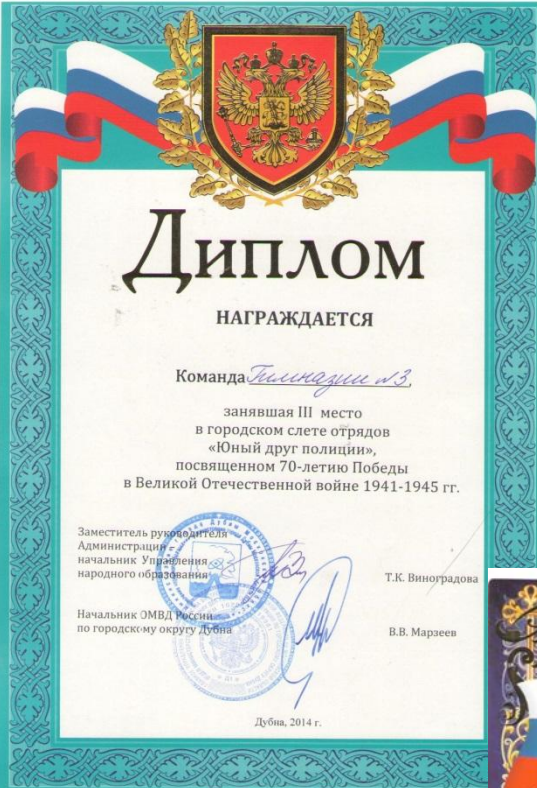 Диплом
НАГРАЖДАЕТСЯ
Команда Гимназии №3,
занявшая III место
в городском слете отрядов
«Юный друг полиции»,
посвященном 70-летию Победы
в Великой Отечественной войне 1941-1945 гг.
Заместитель руководителя
Администрации
начальник Управления
народного образования
Т.К. Виноградова
Начальник ОМВД России
по городскому округу Дубна
В.В. Марзеев
Дубна, 2014 г.